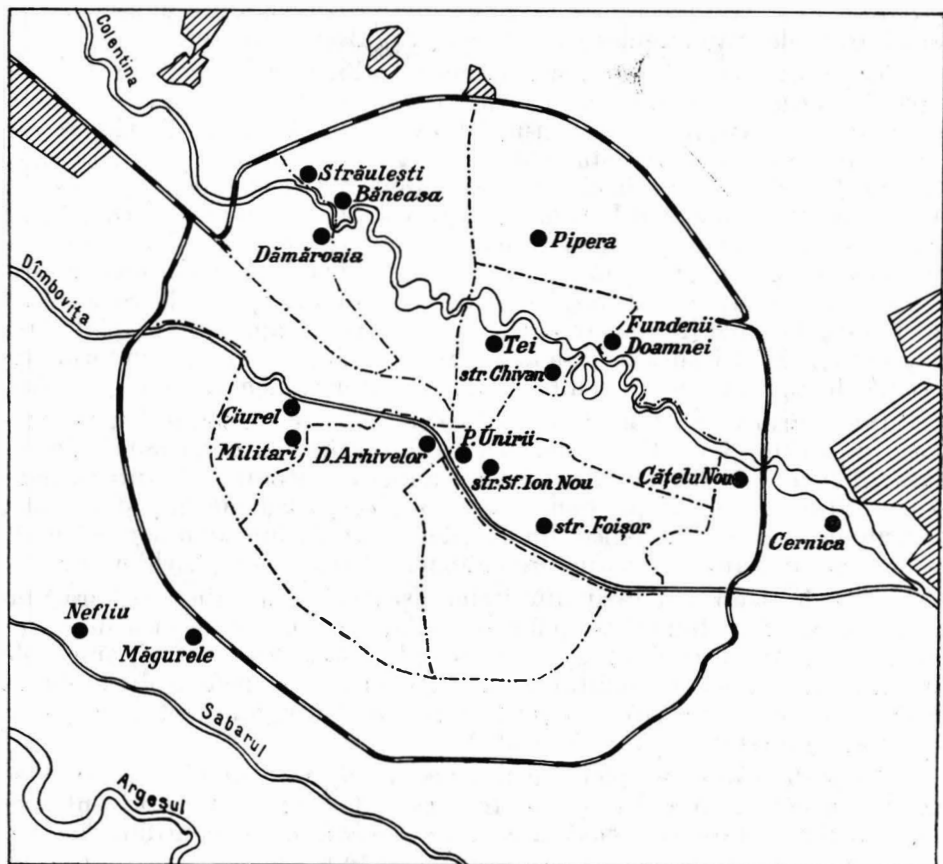 Colentina
Străulești
Băneasa
Dămăroaia
Pipera
Dîmbovița
Fundenii
Doamnei
Tei
str. Chivan
Ciurel
Militari
D. Arhivelor
P. Unirii
str. Sf. Ion Nou
Cățelu Nou
str. Foișor
Cernica
Nefliu
Măgurele
Sabarul
Argeșul